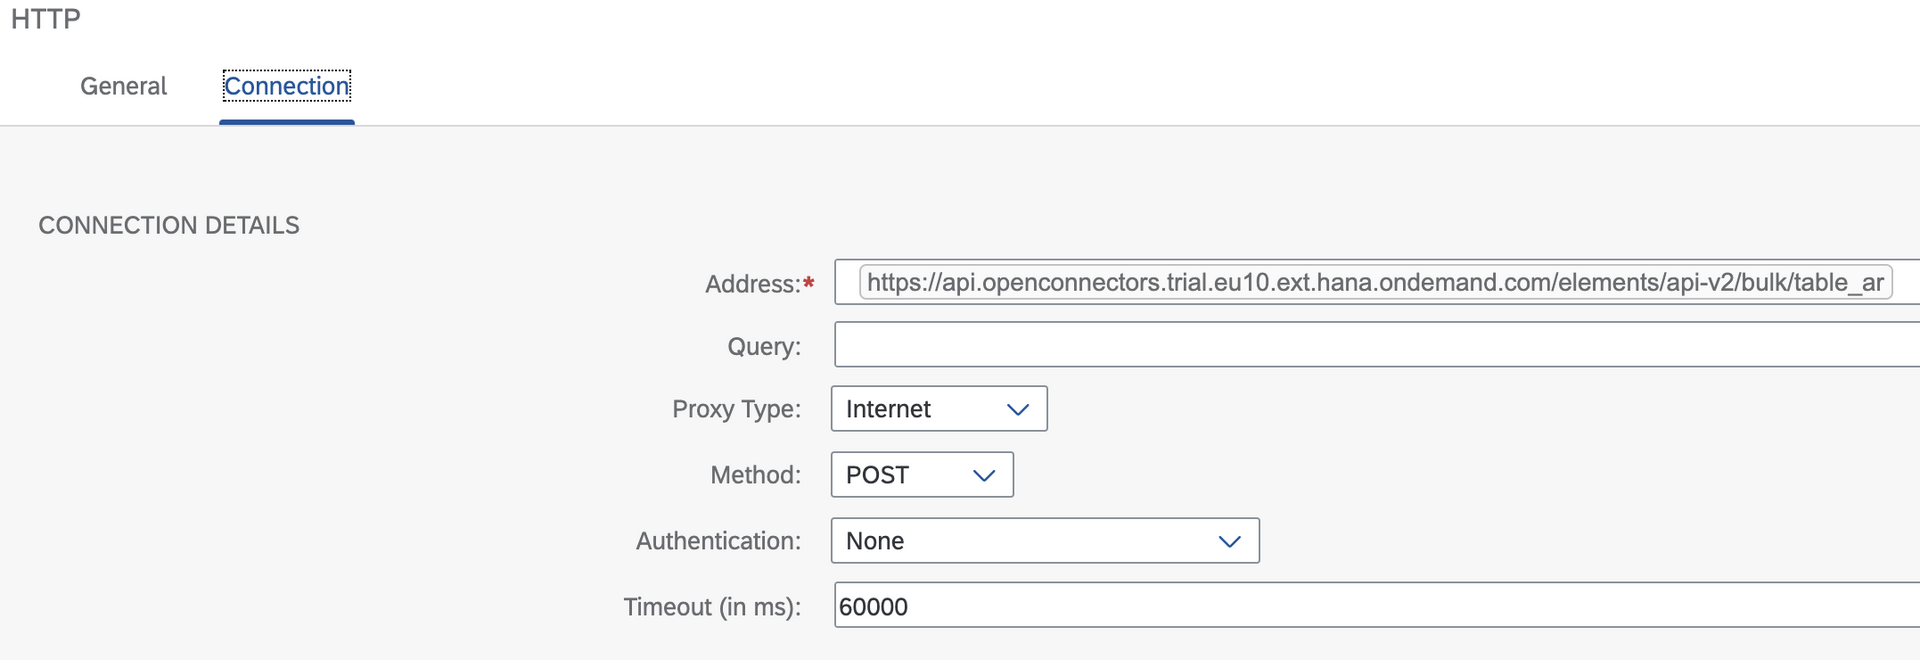 HTTP
General Connection
CONNECTION DETAILS
Address:* https://api.openconnectors.trial.eu10.ext.hana.ondemand.com/elements/api-v2/bulk/table_ar
Query:
Proxy Type: Internet
Method: POST
Authentication: None
Timeout (in ms): 60000